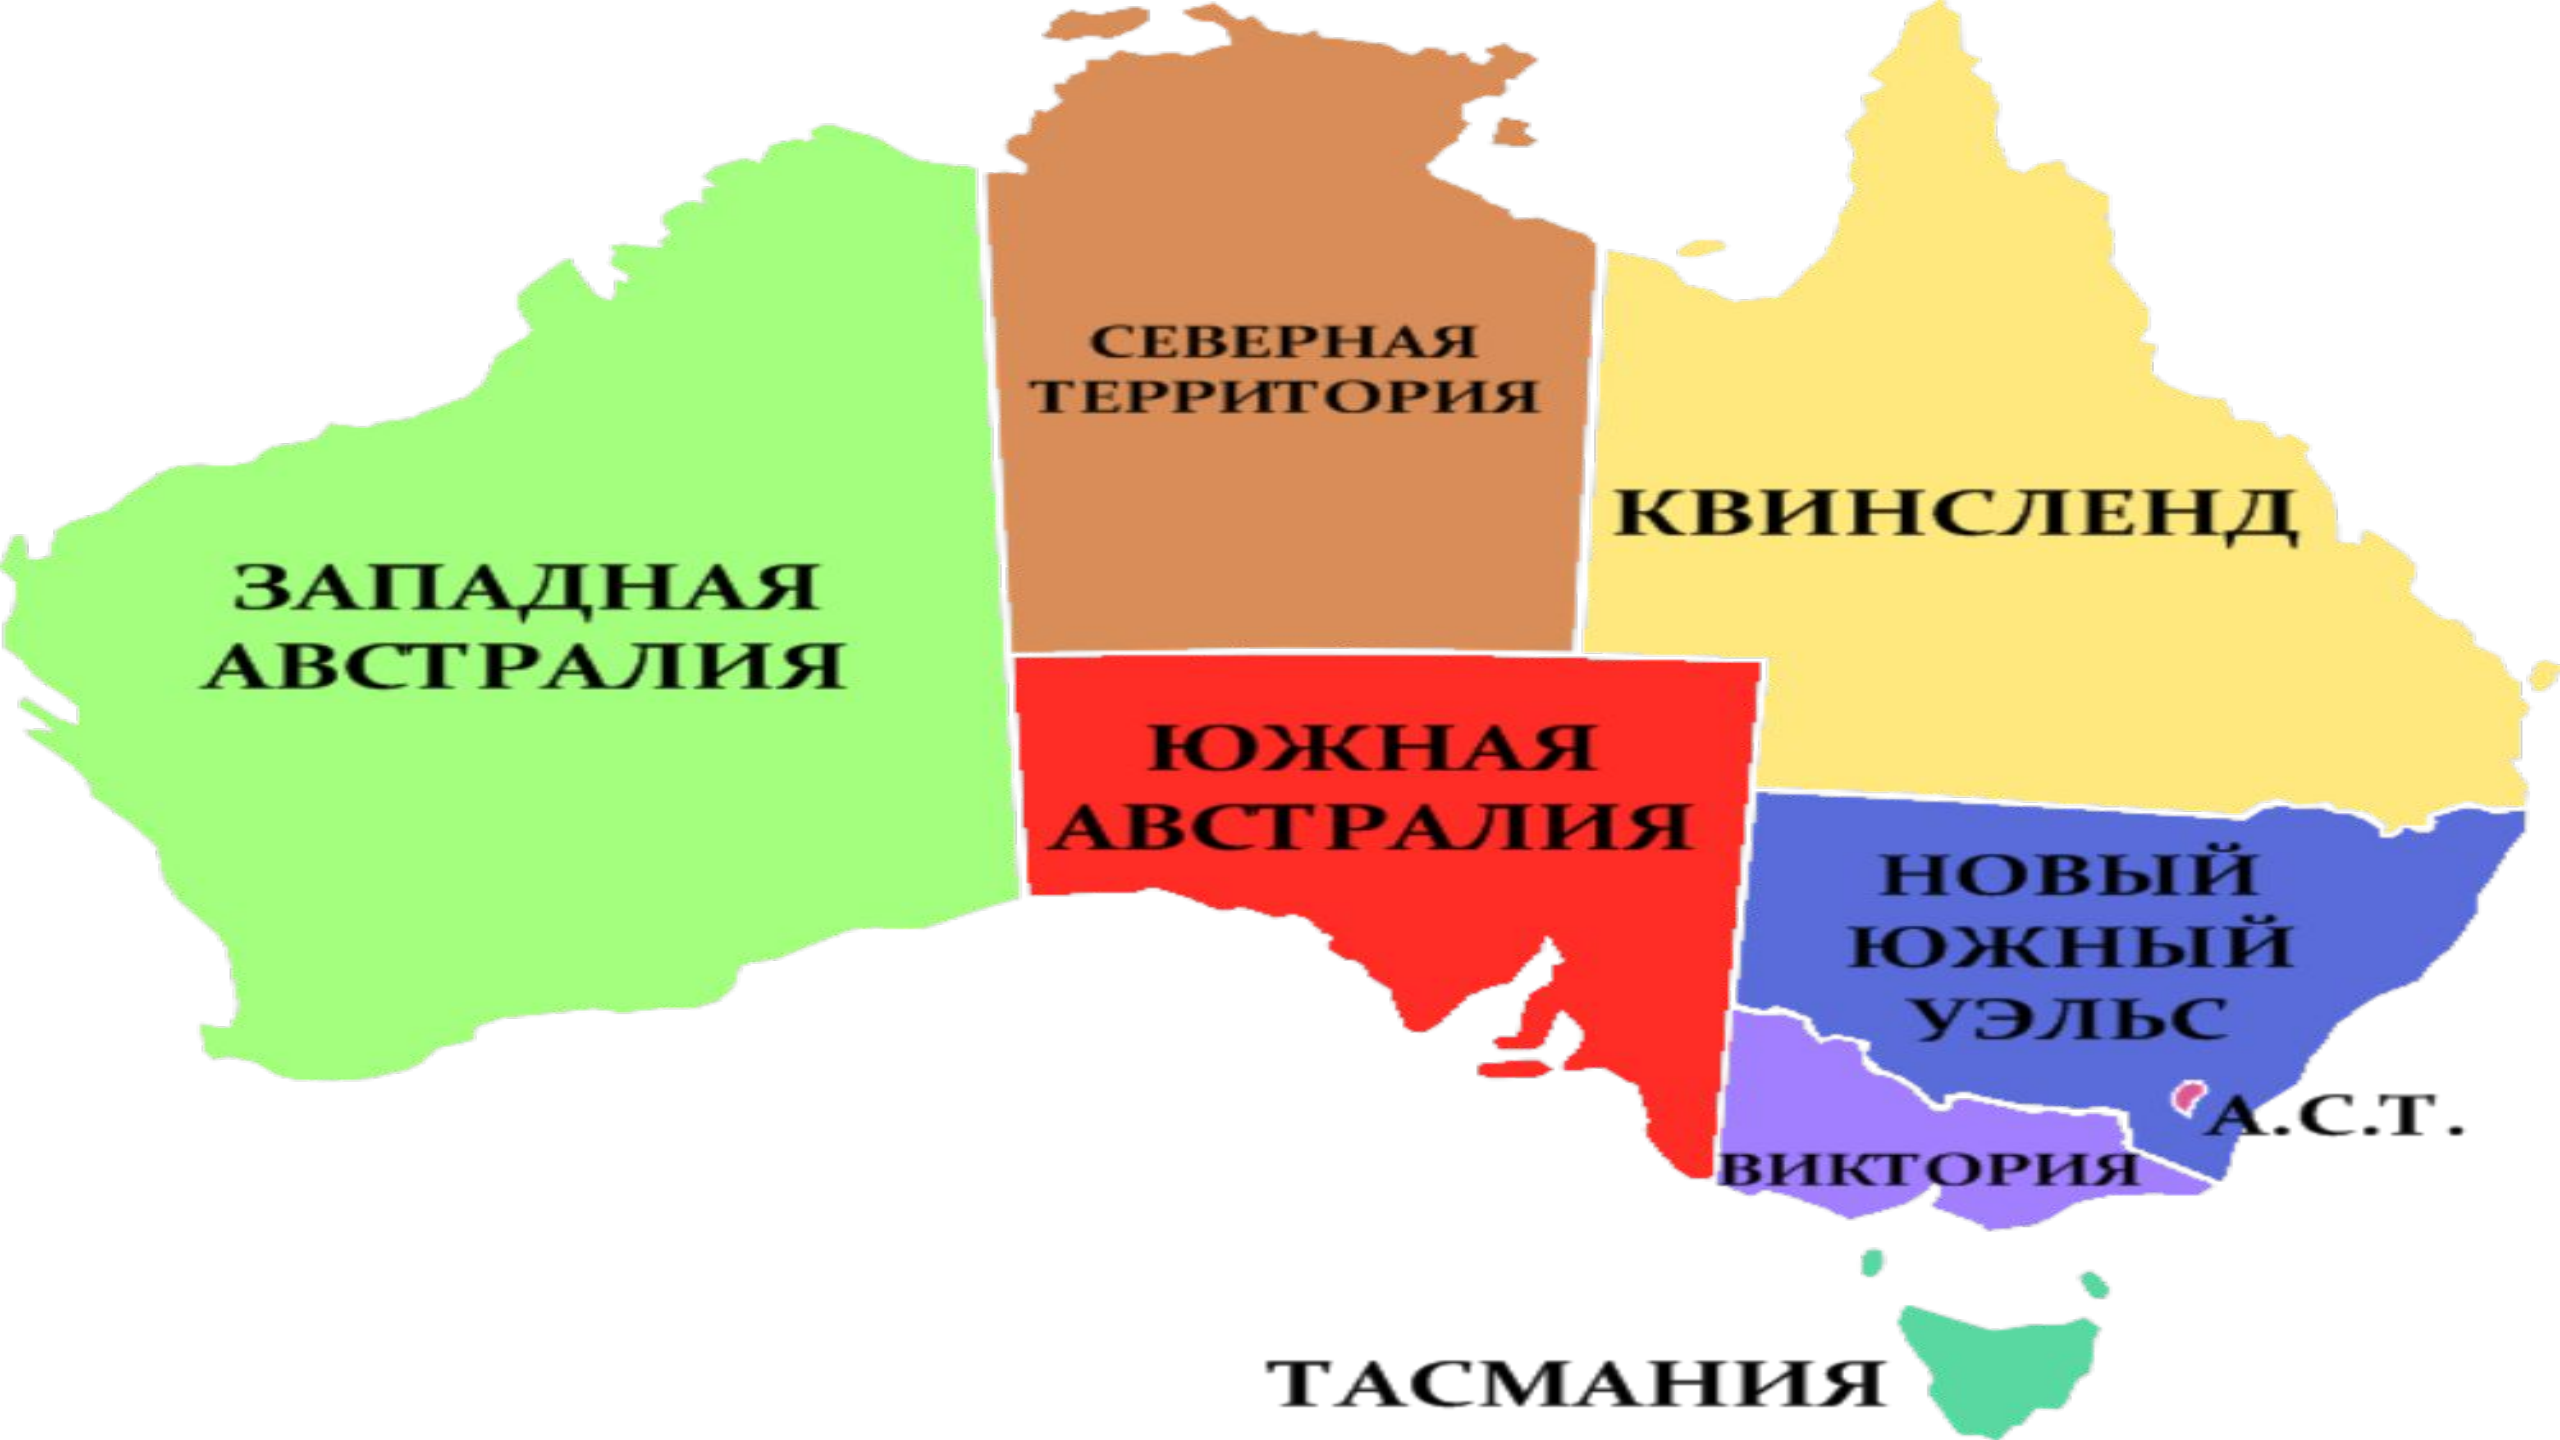 СЕВЕРНАЯ
ТЕРРИТОРИЯ
КВИНСЛЕНД
ЗАПАДНАЯ
АВСТРАЛИЯ
ЮЖНАЯ
АВСТРАЛИЯ
НОВЫЙ
ЮЖНЫЙ
УЭЛЬС
А.С.Т.
ВИКТОРИЯ
ТАСМАНИЯ